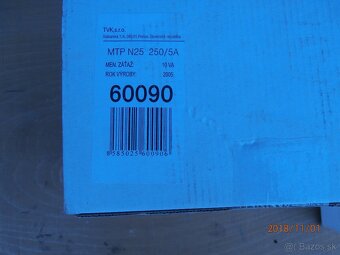 TVK,s.r.o.
MTP N25 250/5A
MEN. ZÁŤAŽ: 10 VA
ROK VÝROBY: 2005
60090
8585025600906
2018/11/01
bazos.sk